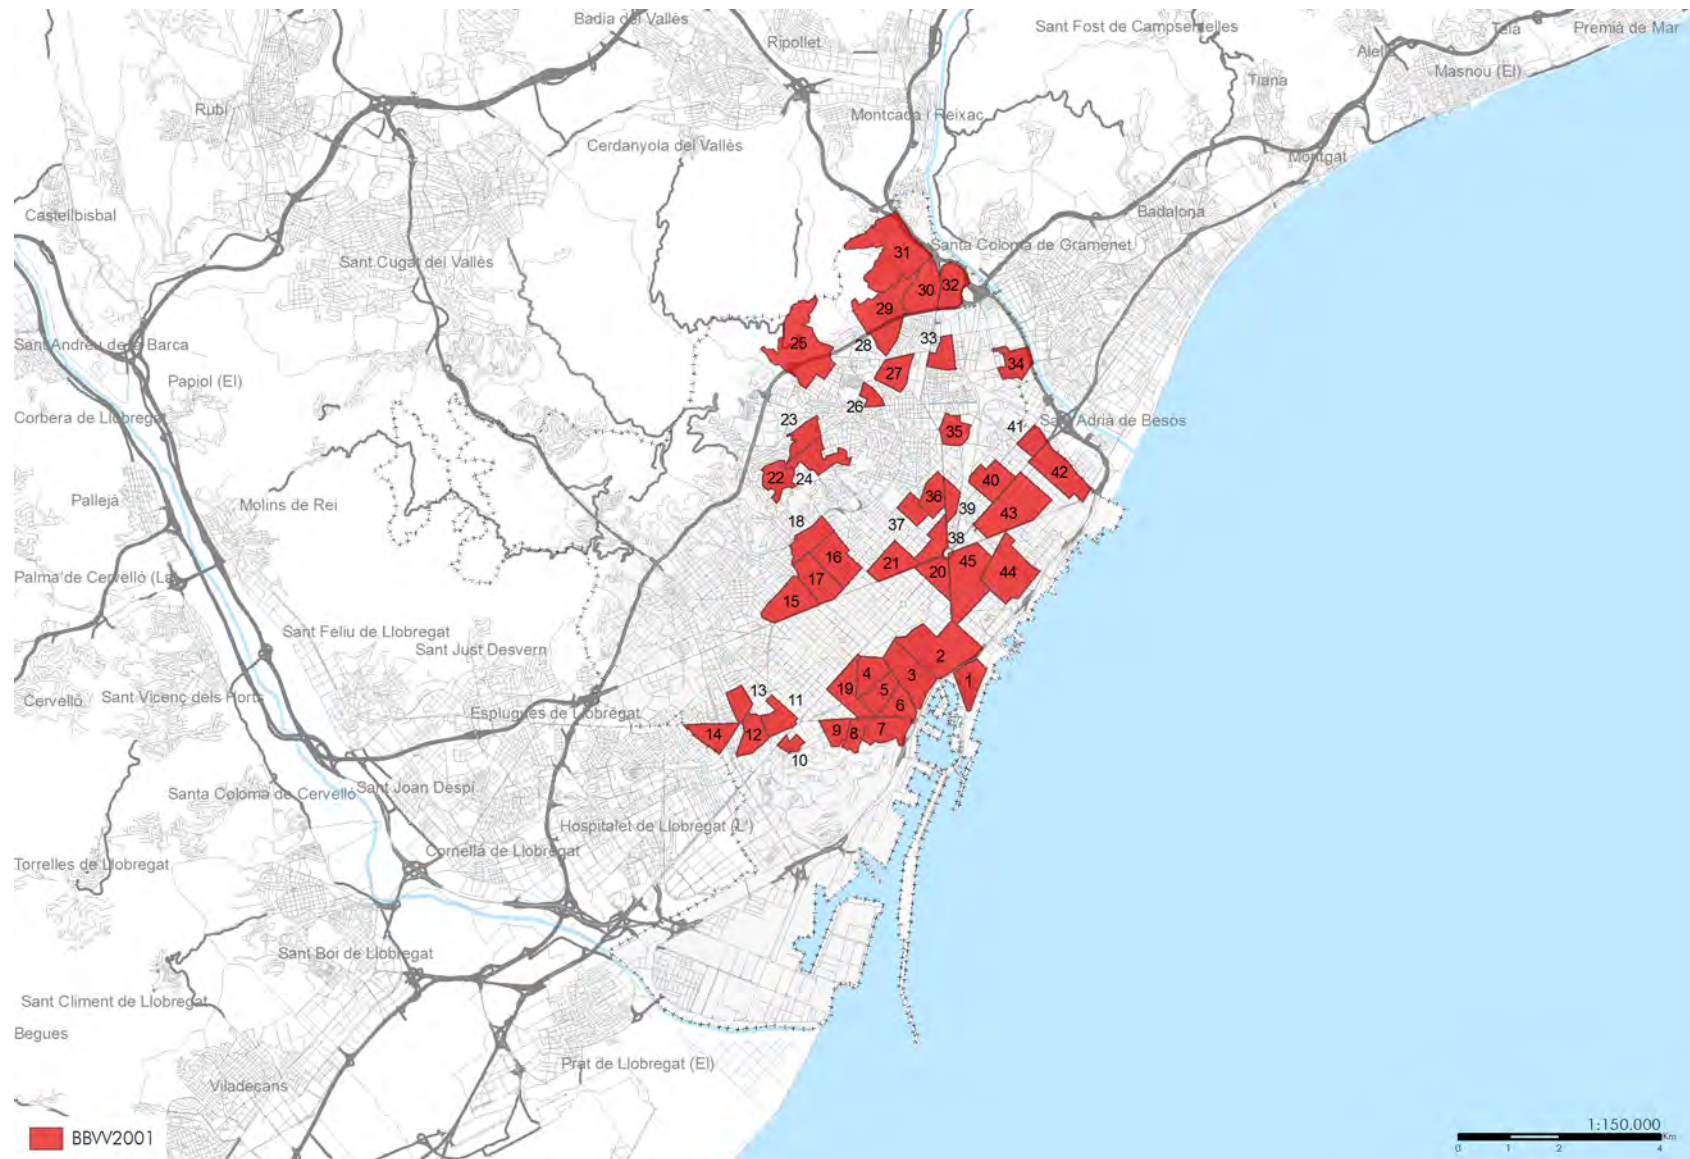 Badia del Vallès
Sant Fost de Campsentelles
Teià
Premià de Mar
Ripollet
Alella
Masnou (El)
Tiana
Rubí
Montcada i Reixac
Cerdanyola del Vallès
Montgat
Castellbisbal
Badalona
Santa Coloma de Gramenet
31
Sant Cugat del Vallès
30
32
29
Sant Andreu de la Barca
25
28
33
34
27
Papiol (El)
26
Corbera de Llobregat
23
41
Sant Adrià de Besòs
35
22
24
42
40
Pallejà
Molins de Rei
36
39
43
37
18
38
16
21
45
20
44
Palma de Cervelló (La)
17
15
Sant Feliu de Llobregat
Sant Just Desvern
2
4
3
1
Cervelló
Sant Vicenç dels Horts
13
11
19
5
6
Esplugues de Llobregat
14
12
9
8
7
10
Santa Coloma de Cervelló
Sant Joan Despí
Hospitalet de Llobregat (L')
Cornellà de Llobregat
Torrelles de Llobregat
Sant Boi de Llobregat
Sant Climent de Llobregat
Begues
Prat de Llobregat (El)
Viladecans
BBVV2001
1:150.000
Km
0 1 2 4